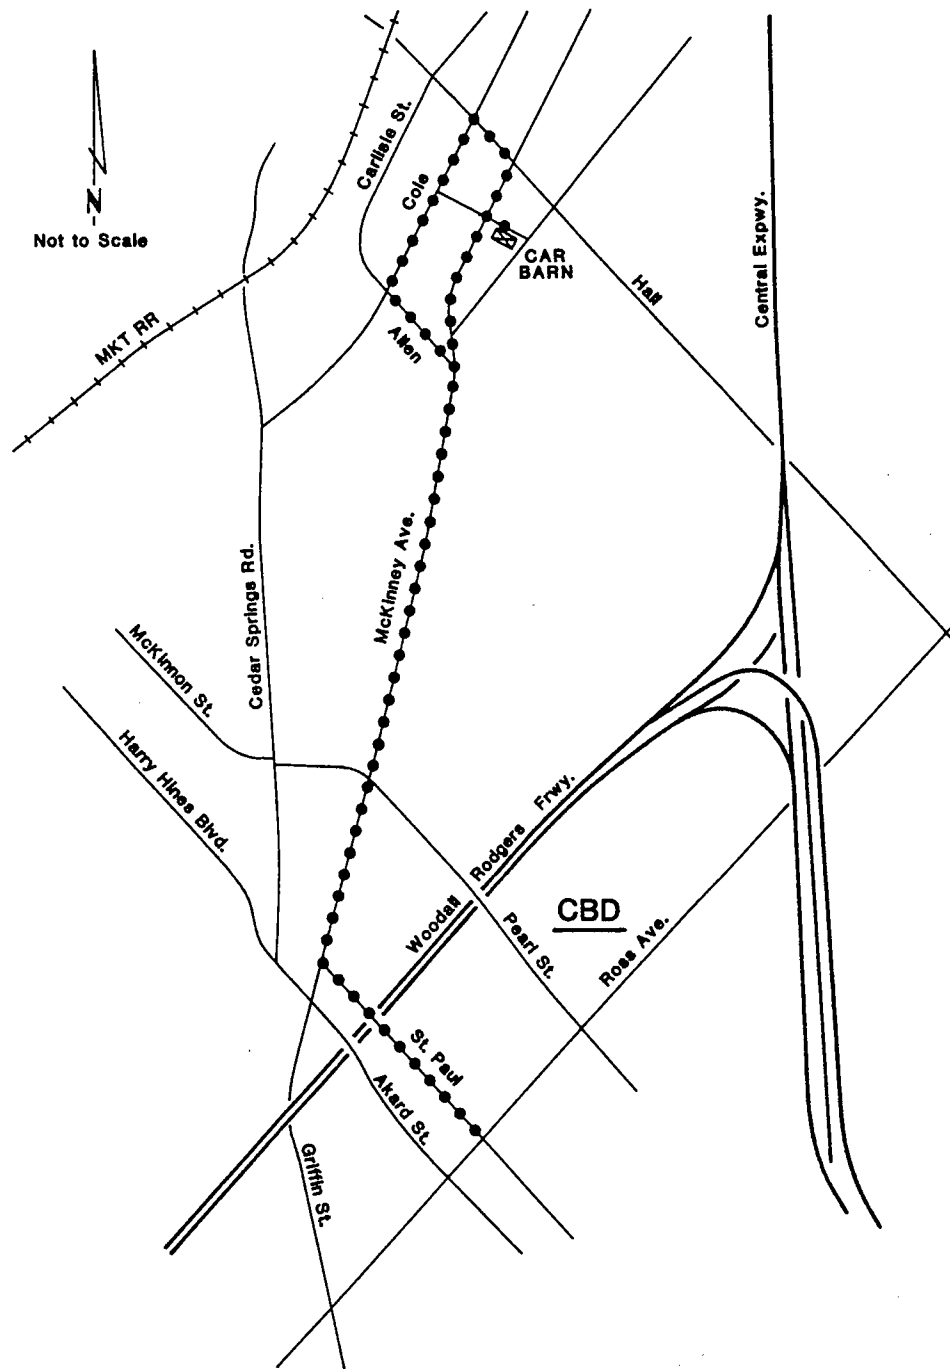 Carlisle St.
Cole
N
Not to Scale
CAR
BARN
Central Expwy.
Hall
MKT RR
Allen
McKinney Ave.
Cedar Springs Rd.
McKinnon St.
Harry Hines Blvd.
Woodall Rodgers Frwy.
CBD
Pearl St.
Ross Ave.
St. Paul
Akard St.
Griffin St.